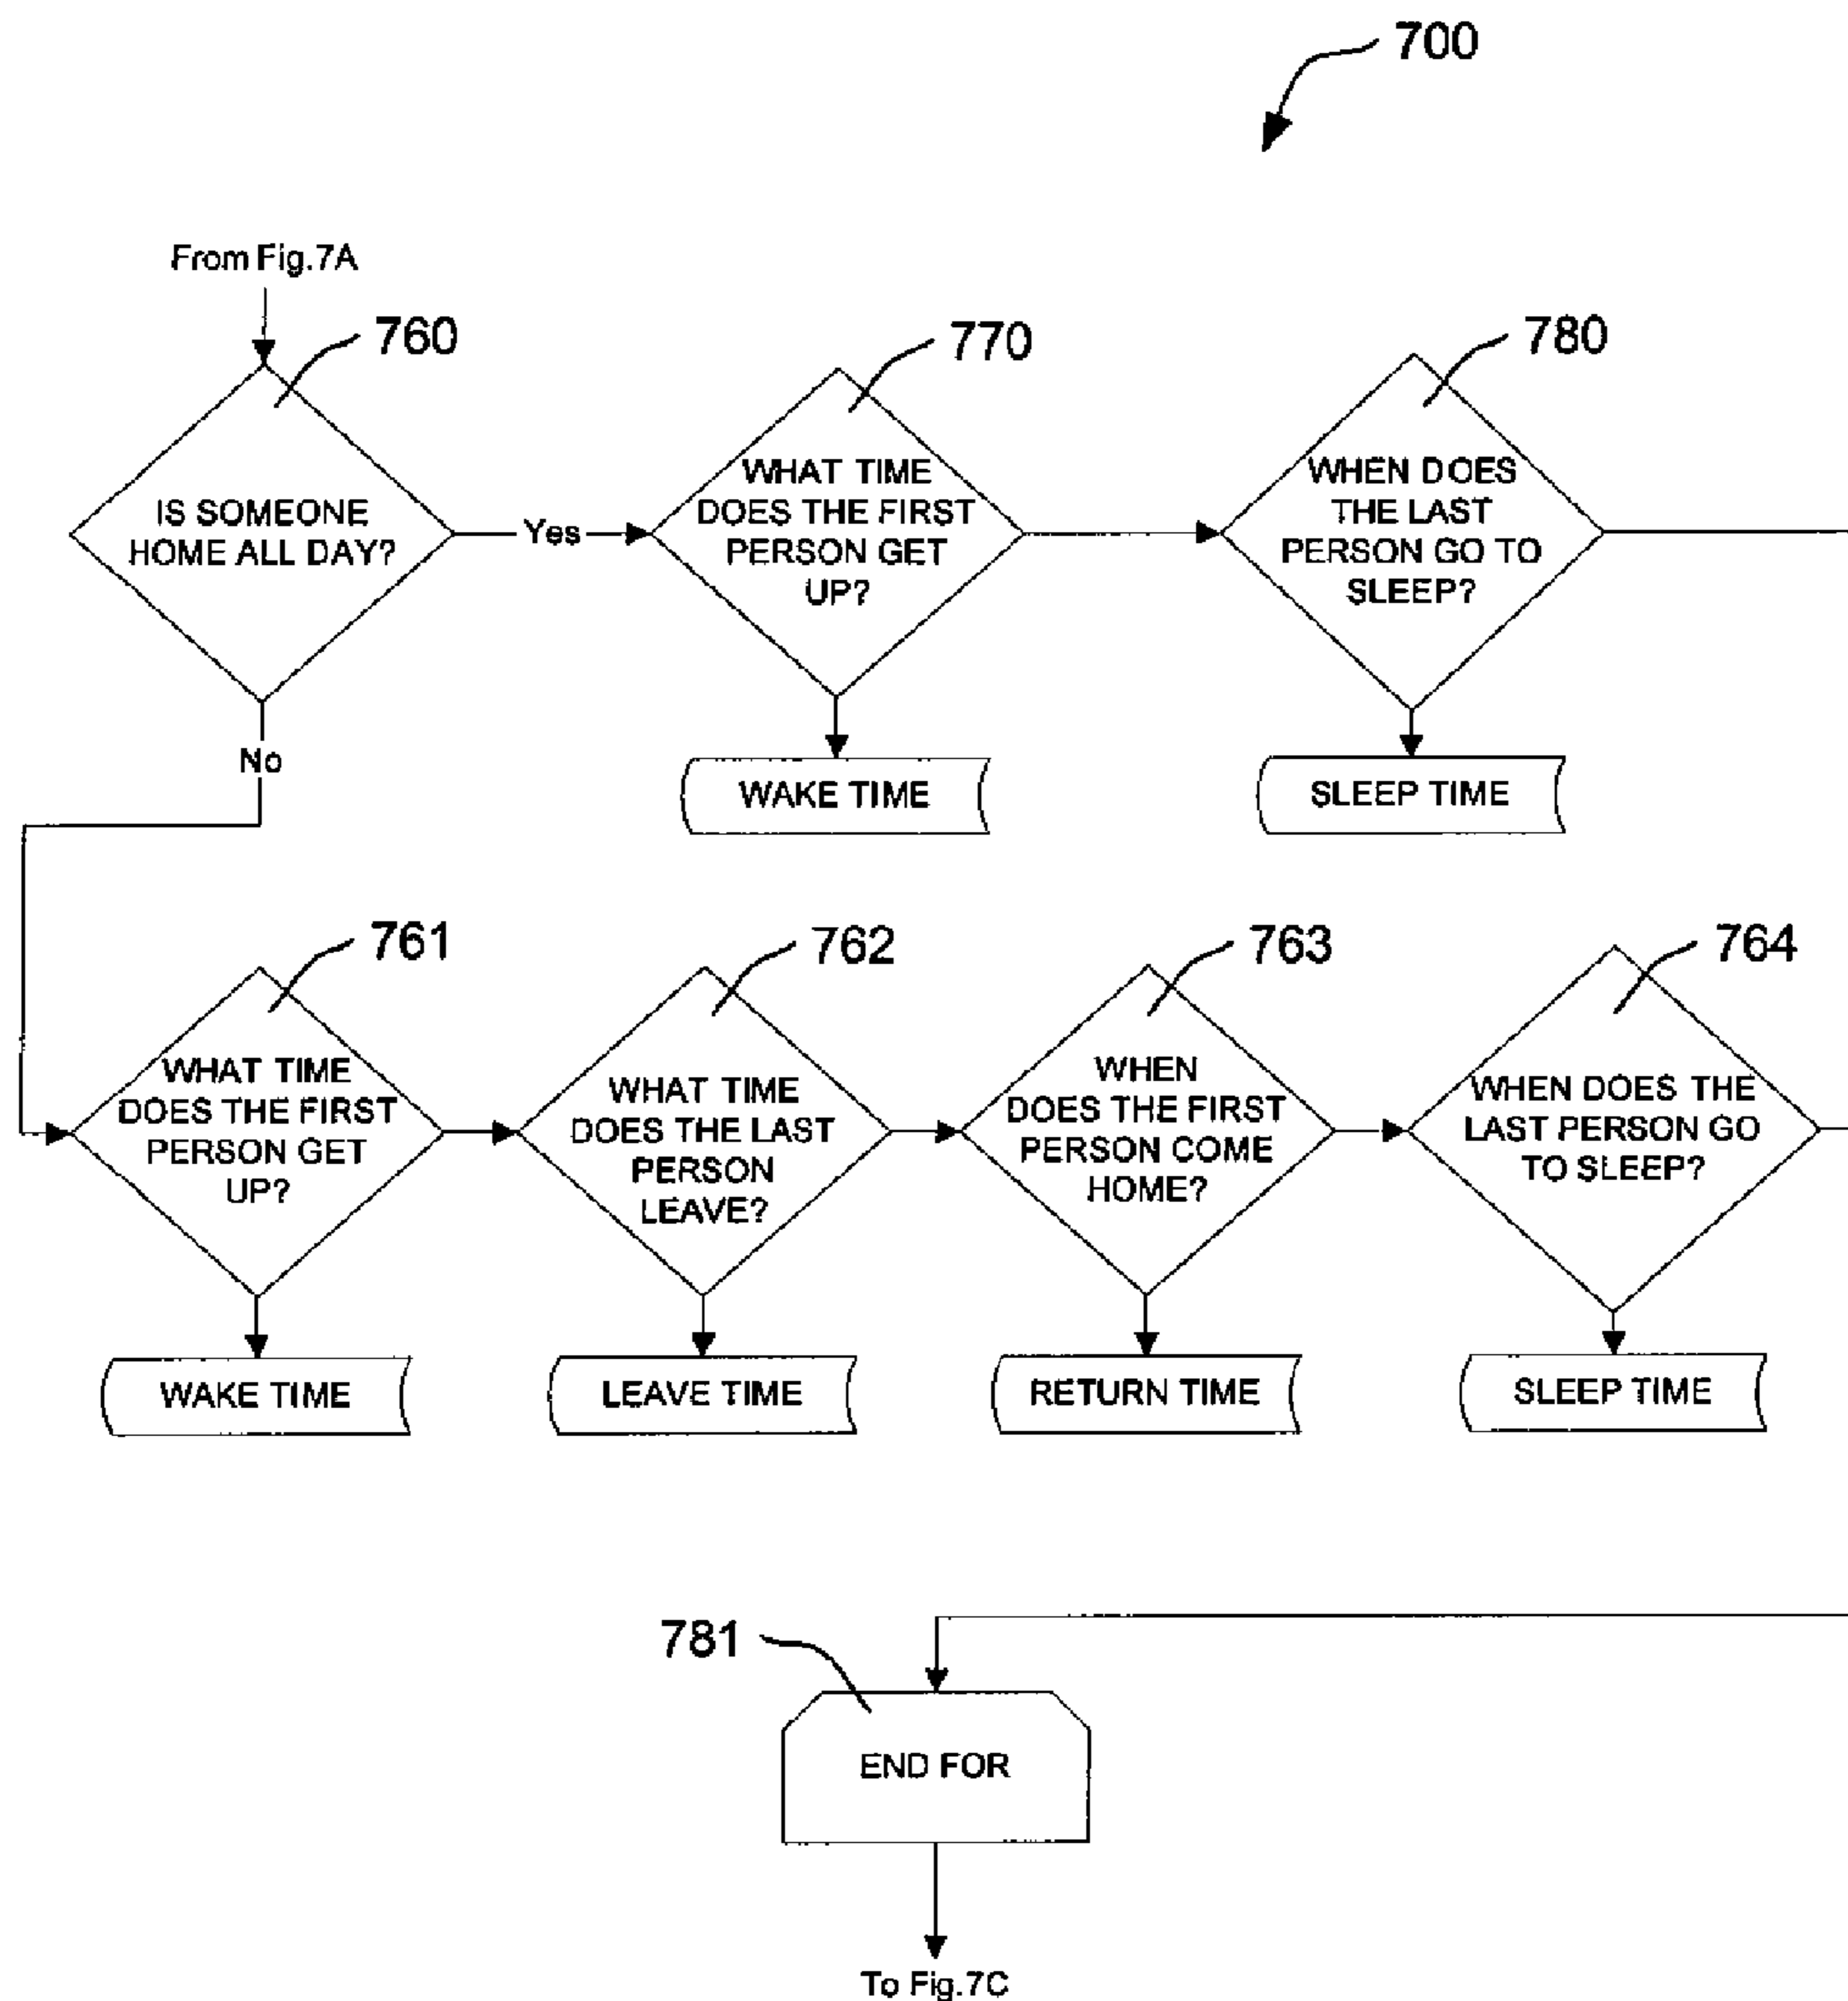 700
From Fig.7A
760
770
780
IS SOMEONE
HOME ALL DAY?
Yes
WHAT TIME
DOES THE FIRST
PERSON GET
UP?
WHEN DOES
THE LAST
PERSON GO TO
SLEEP?
No
WAKE TIME
SLEEP TIME
761
762
763
764
WHAT TIME
DOES THE FIRST
PERSON GET
UP?
WHAT TIME
DOES THE LAST
PERSON
LEAVE?
WHEN
DOES THE FIRST
PERSON COME
HOME?
WHEN DOES THE
LAST PERSON GO
TO SLEEP?
WAKE TIME
LEAVE TIME
RETURN TIME
SLEEP TIME
781
END FOR
To Fig.7C